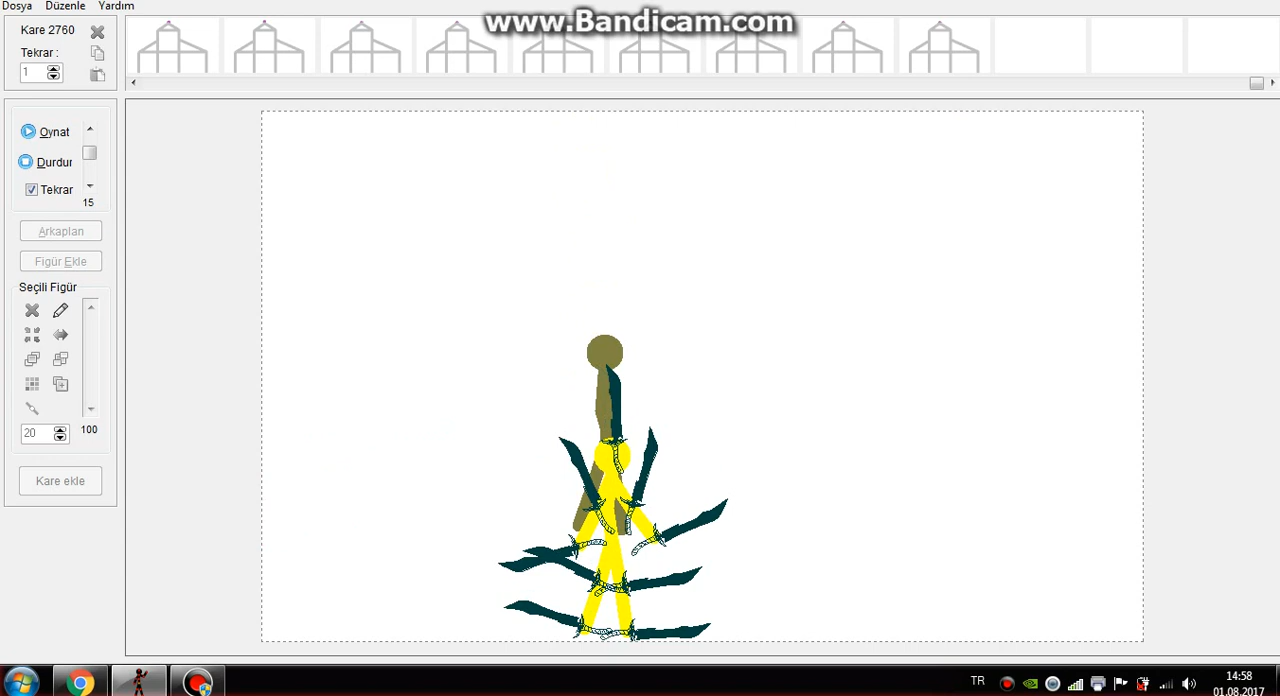 Dosya Düzenle Yardım
www.Bandicam.com
Kare 2760
Tekrar :
1
Oynat
Durdur
Tekrar
15
Arkaplan
Figür Ekle
Seçili Figür
20
100
Kare ekle
TR
14:58
01.08.2017